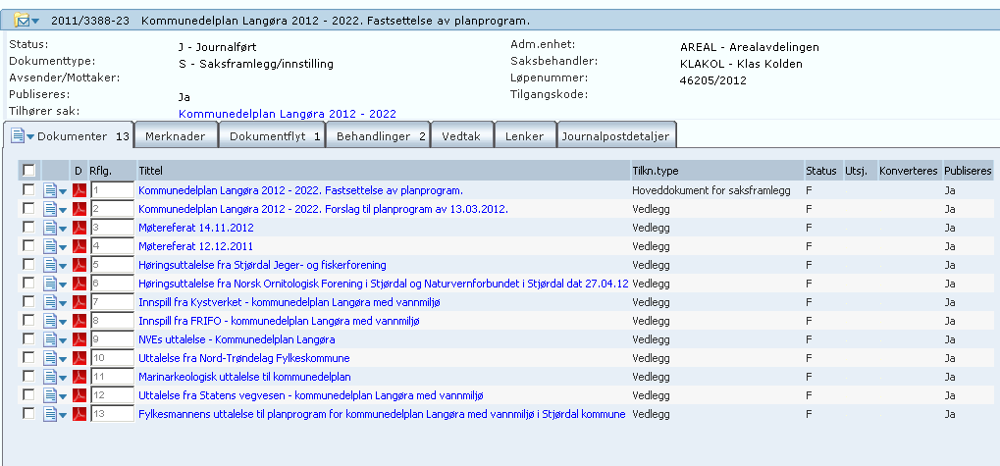 2011/3388-23 Kommunedelplan Langøra 2012 - 2022. Fastsettelse av planprogram.
Status: J - Journalført Adm.enhet: AREAL - Arealavdelingen
Dokumenttype: S - Saksframlegg/innstilling Saksbehandler: KLAKOL - Klas Kolden
Avsender/Mottaker: Løpenummer: 46205/2012
Publiseres: Ja Tilgangskode:
Tilhører sak: Kommunedelplan Langøra 2012 - 2022
Dokumenter 13 Merknader Dokumentflyt 1 Behandlinger 2 Vedtak Lenker Journalpostdetaljer
D Rflg. Tittel Tilkn.type Status Utsj. Konverteres Publiseres
1 Kommunedelplan Langøra 2012 - 2022. Fastsettelse av planprogram. Hoveddokument for saksframlegg F Ja
2 Kommunedelplan Langøra 2012 - 2022. Forslag til planprogram av 13.03.2012. Vedlegg F Ja
3 Møtereferat 14.11.2012 Vedlegg F Ja
4 Møtereferat 12.12.2011 Vedlegg F Ja
5 Høringsuttalelse fra Stjørdal Jeger- og fiskerforening Vedlegg F Ja
6 Høringsuttalelse fra Norsk Ornitologisk Forening i Stjørdal og Naturvernforbundet i Stjørdal dat 27.04.12 Vedlegg F Ja
7 Innspill fra Kystverket - kommunedelplan Langøra med vannmiljø Vedlegg F Ja
8 Innspill fra FRIFO - kommunedelplan Langøra med vannmiljø Vedlegg F Ja
9 NVEs uttalelse - Kommunedelplan Langøra Vedlegg F Ja
10 Uttalelse fra Nord-Trøndelag Fylkeskommune Vedlegg F Ja
11 Marinarkeologisk uttalelse til kommunedelplan Vedlegg F Ja
12 Uttalelse fra Statens vegvesen - kommunedelplan Langøra med vannmiljø Vedlegg F Ja
13 Fylkesmannens uttalelse til planprogram for kommunedelplan Langøra med vannmiljø i Stjørdal kommune Vedlegg F Ja